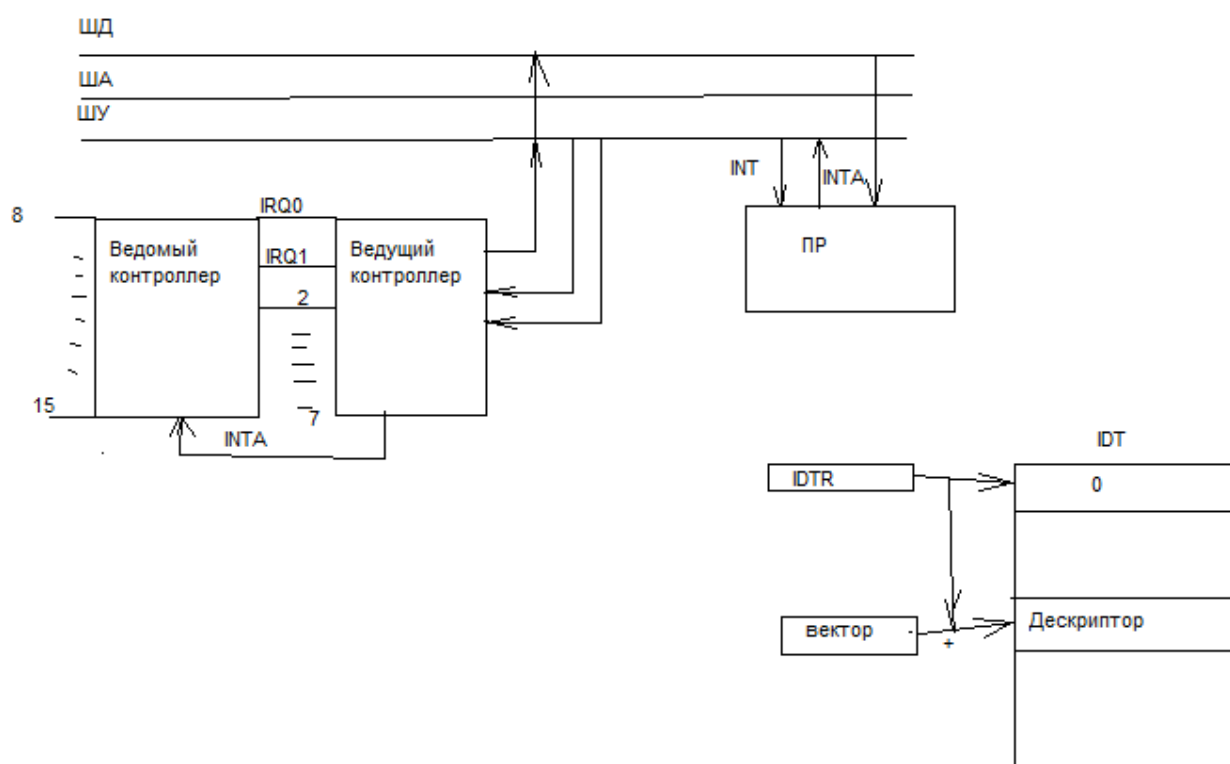 ШД
ША
ШУ
INT
INTA
8
IRQ0
Ведомый
контроллер
IRQ1
Ведущий
контроллер
ПР
2
15
7
INTA
IDT
IDTR
0
вектор
Дескриптор
+